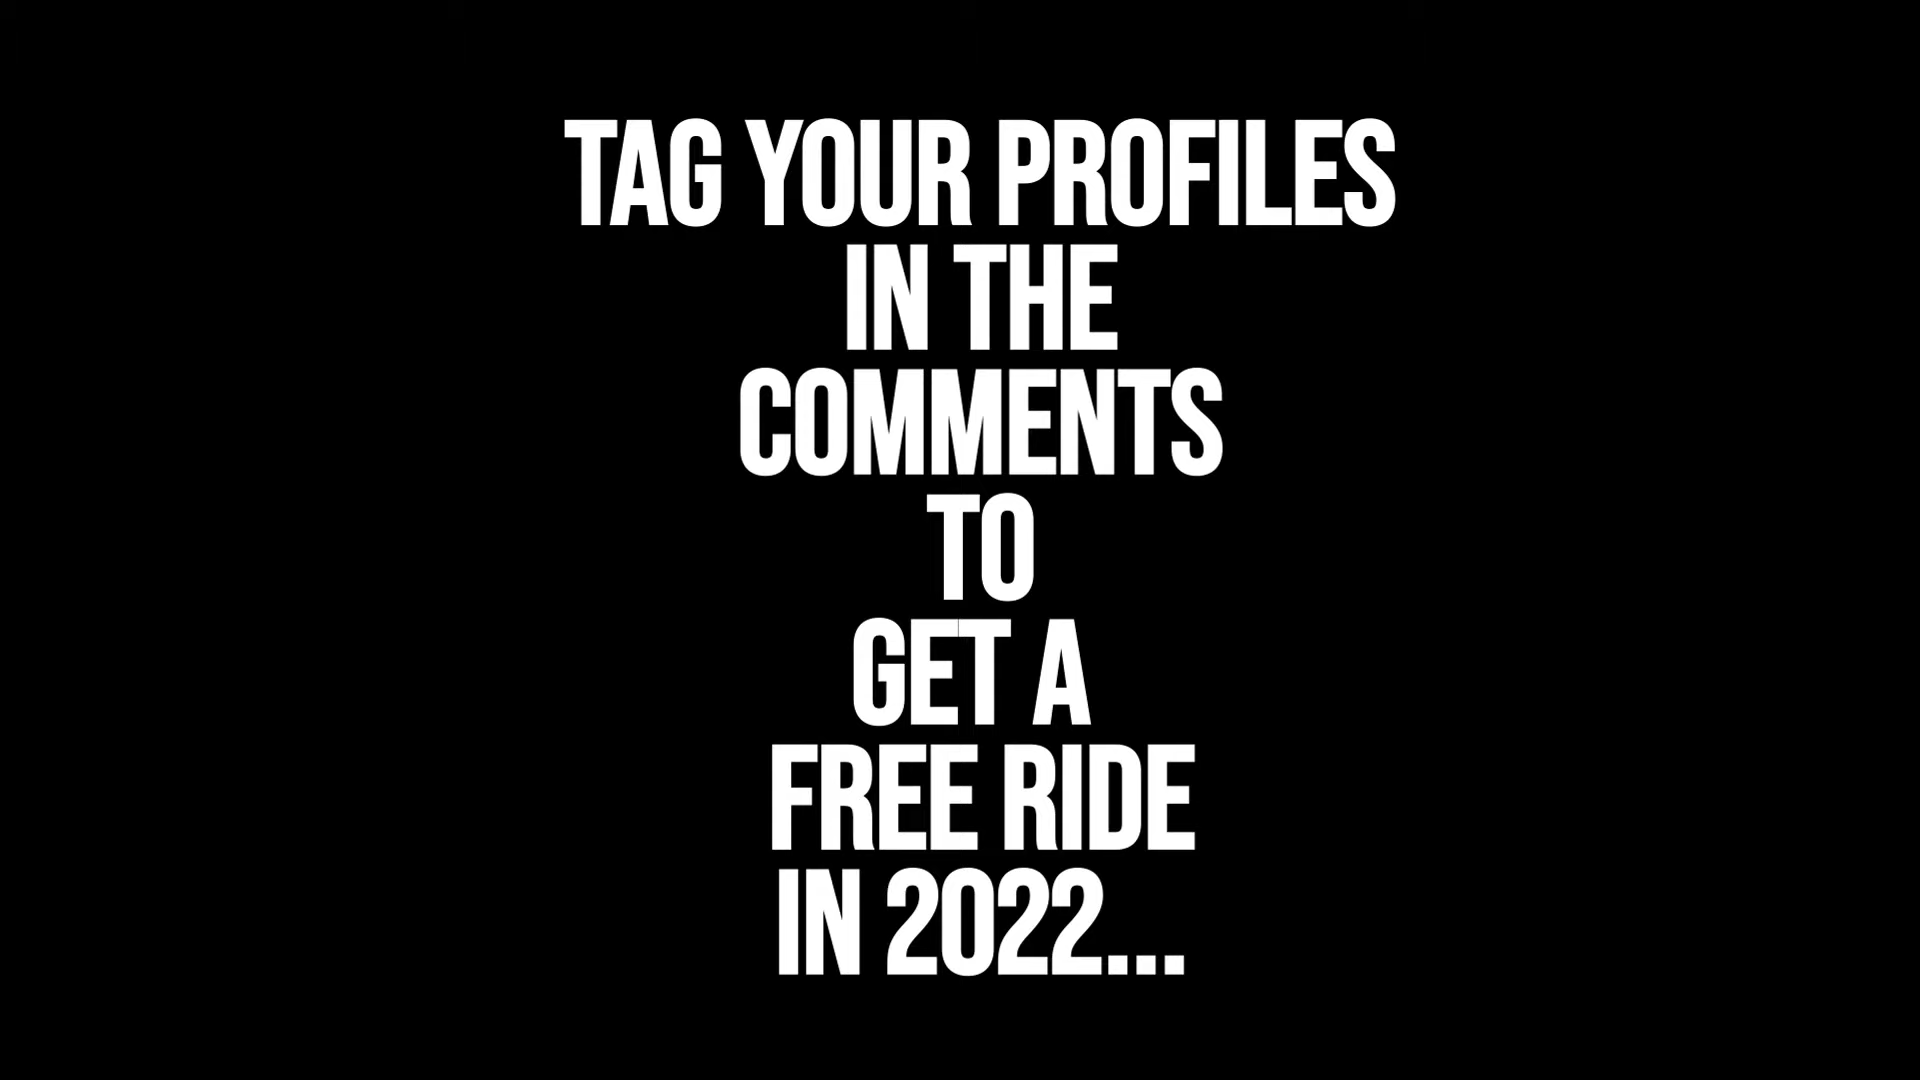 TAG YOUR PROFILES
IN THE
COMMENTS
TO
GET A
FREE RIDE
IN 2022...